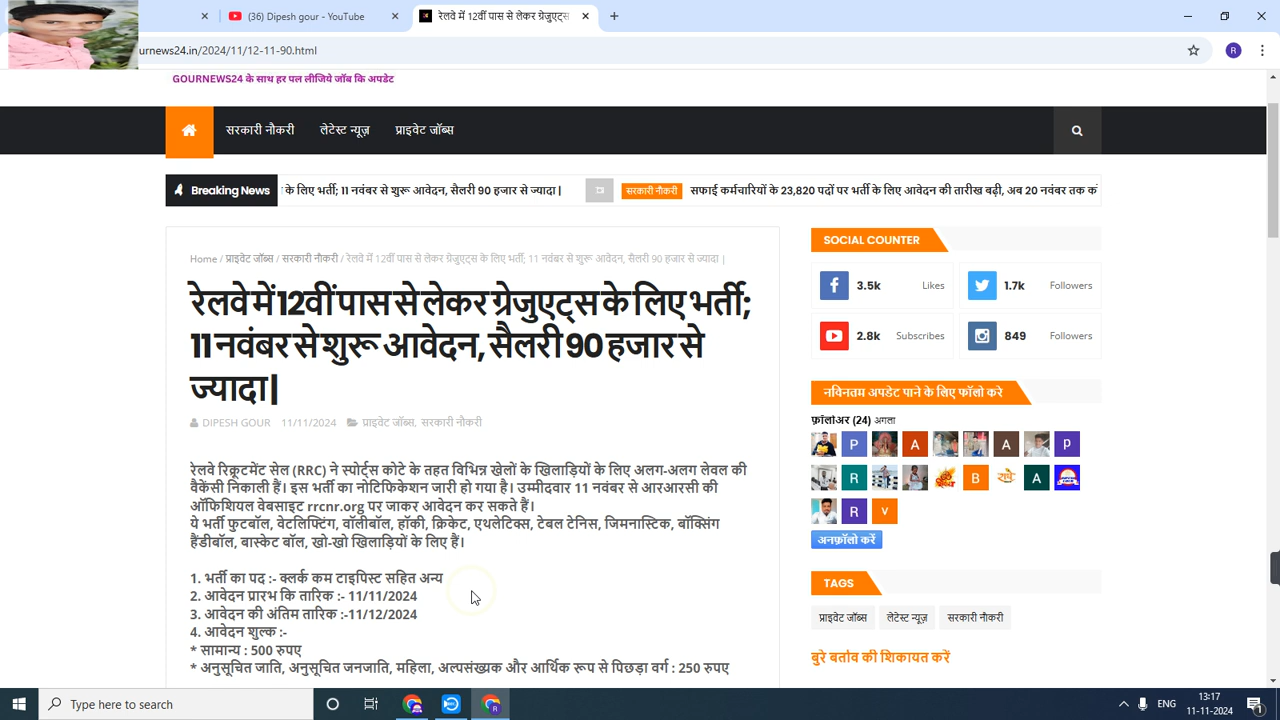 (36) Dipesh gour - YouTube
रेलवे में 12वीं पास से लेकर ग्रेजुएट्स
urnews24.in/2024/11/12-11-90.html
GOURNEWS24 के साथ हर पल लीजिये जॉब कि अपडेट
सरकारी नौकरी
लेटेस्ट न्यूज़
प्राइवेट जॉब्स
Breaking News
के लिए भर्ती; 11 नवंबर से शुरू आवेदन, सैलरी 90 हजार से ज्यादा |
सरकारी नौकरी
सफाई कर्मचारियों के 23,820 पदों पर भर्ती के लिए आवेदन की तारीख बढ़ी, अब 20 नवंबर तक क
Home / प्राइवेट जॉब्स / सरकारी नौकरी / रेलवे में 12वीं पास से लेकर ग्रेजुएट्स के लिए भर्ती; 11 नवंबर से शुरू आवेदन, सैलरी 90 हजार से ज्यादा |
रेलवे में 12वीं पास से लेकर ग्रेजुएट्स के लिए भर्ती;
11 नवंबर से शुरू आवेदन, सैलरी 90 हजार से
ज्यादा |
DIPESH GOUR 11/11/2024 प्राइवेट जॉब्स, सरकारी नौकरी
रेलवे रिक्रूटमेंट सेल (RRC) ने स्पोर्ट्स कोटे के तहत विभिन्न खेलों के खिलाड़ियों के लिए अलग-अलग लेवल की
वैकेंसी निकाली हैं। इस भर्ती का नोटिफिकेशन जारी हो गया है। उम्मीदवार 11 नवंबर से आरआरसी की
ऑफिशियल वेबसाइट rrcnr.org पर जाकर आवेदन कर सकते हैं।
ये भर्ती फुटबॉल, वेटलिफ्टिंग, वॉलीबॉल, हॉकी, क्रिकेट, एथलेटिक्स, टेबल टेनिस, जिमनास्टिक, बॉक्सिंग
हैंडीबॉल, बास्केट बॉल, खो-खो खिलाड़ियों के लिए हैं।
1. भर्ती का पद :- क्लर्क कम टाइपिस्ट सहित अन्य
2. आवेदन प्रारभ कि तारिक :- 11/11/2024
3. आवेदन की अंतिम तारिक :-11/12/2024
4. आवेदन शुल्क :-
* सामान्य : 500 रुपए
* अनुसूचित जाति, अनुसूचित जनजाति, महिला, अल्पसंख्यक और आर्थिक रूप से पिछड़ा वर्ग : 250 रुपए
SOCIAL COUNTER
3.5k Likes
1.7k Followers
2.8k Subscribes
849 Followers
नविनतम अपडेट पाने के लिए फॉलो करे
फ़ॉलोअर (24) अगला
P A A p
R B राधे A
R v
अनफ़ॉलो करें
TAGS
प्राइवेट जॉब्स
लेटेस्ट न्यूज़
सरकारी नौकरी
बुरे बर्ताव की शिकायत करें
Type here to search
ENG
13:17
11-11-2024